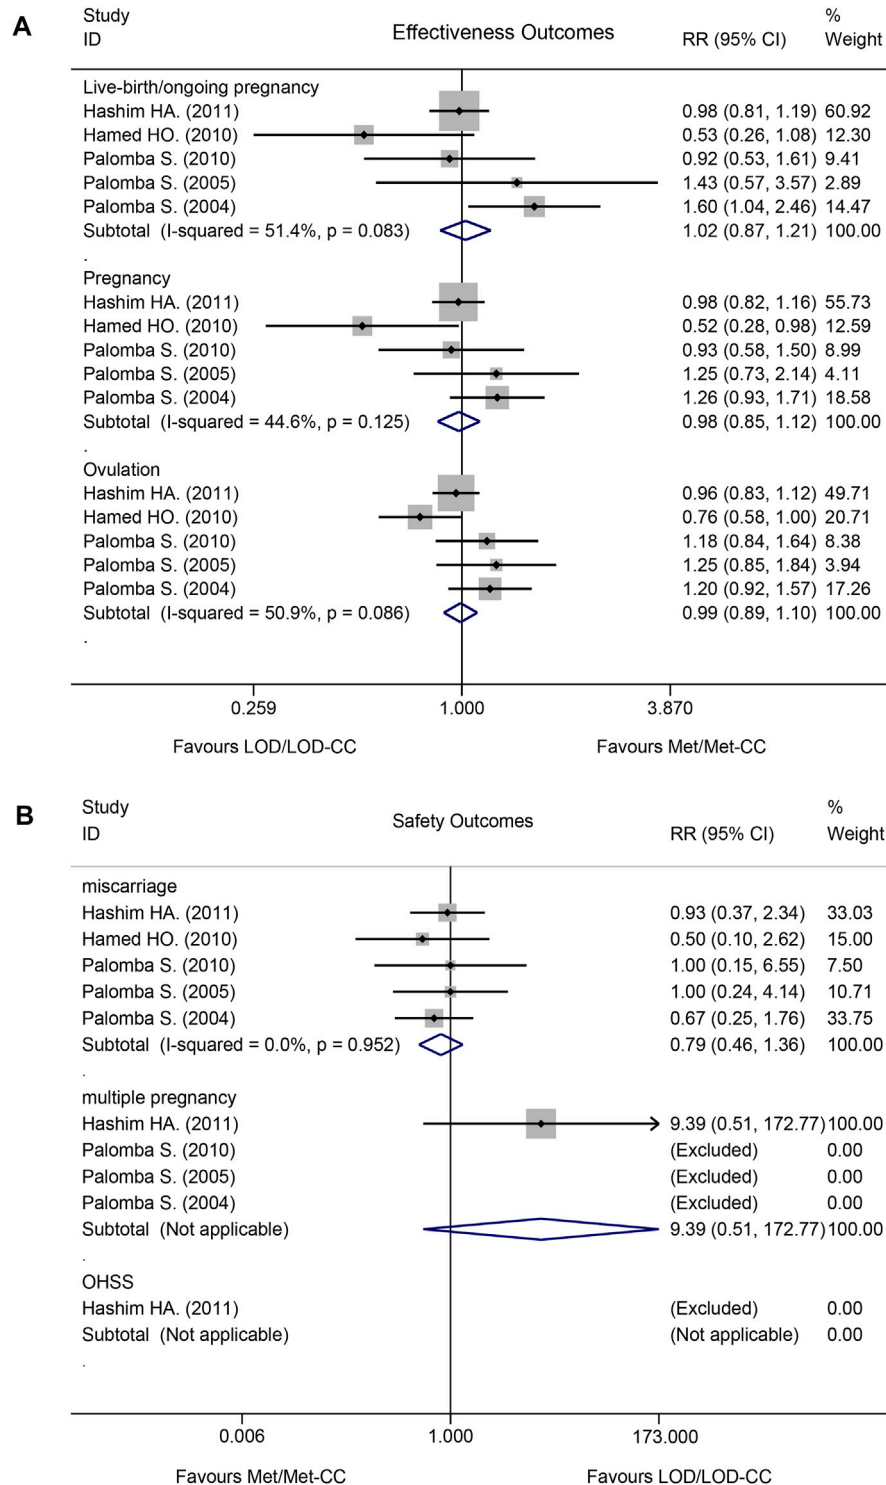 A
Study %
ID Effectiveness Outcomes RR (95% CI) Weight
Live-birth/ongoing pregnancy
Hashim HA. (2011) 0.98 (0.81, 1.19) 60.92
Hamed HO. (2010) 0.53 (0.26, 1.08) 12.30
Palomba S. (2010) 0.92 (0.53, 1.61) 9.41
Palomba S. (2005) 1.43 (0.57, 3.57) 2.89
Palomba S. (2004) 1.60 (1.04, 2.46) 14.47
Subtotal (I-squared = 51.4%, p = 0.083) 1.02 (0.87, 1.21) 100.00
.
Pregnancy
Hashim HA. (2011) 0.98 (0.82, 1.16) 55.73
Hamed HO. (2010) 0.52 (0.28, 0.98) 12.59
Palomba S. (2010) 0.93 (0.58, 1.50) 8.99
Palomba S. (2005) 1.25 (0.73, 2.14) 4.11
Palomba S. (2004) 1.26 (0.93, 1.71) 18.58
Subtotal (I-squared = 44.6%, p = 0.125) 0.98 (0.85, 1.12) 100.00
.
Ovulation
Hashim HA. (2011) 0.96 (0.83, 1.12) 49.71
Hamed HO. (2010) 0.76 (0.58, 1.00) 20.71
Palomba S. (2010) 1.18 (0.84, 1.64) 8.38
Palomba S. (2005) 1.25 (0.85, 1.84) 3.94
Palomba S. (2004) 1.20 (0.92, 1.57) 17.26
Subtotal (I-squared = 50.9%, p = 0.086) 0.99 (0.89, 1.10) 100.00
.
0.259 1.000 3.870
Favours LOD/LOD-CC Favours Met/Met-CC
B
Study %
ID Safety Outcomes RR (95% CI) Weight
miscarriage
Hashim HA. (2011) 0.93 (0.37, 2.34) 33.03
Hamed HO. (2010) 0.50 (0.10, 2.62) 15.00
Palomba S. (2010) 1.00 (0.15, 6.55) 7.50
Palomba S. (2005) 1.00 (0.24, 4.14) 10.71
Palomba S. (2004) 0.67 (0.25, 1.76) 33.75
Subtotal (I-squared = 0.0%, p = 0.952) 0.79 (0.46, 1.36) 100.00
.
multiple pregnancy
Hashim HA. (2011) 9.39 (0.51, 172.77) 100.00
Palomba S. (2010) (Excluded) 0.00
Palomba S. (2005) (Excluded) 0.00
Palomba S. (2004) (Excluded) 0.00
Subtotal (Not applicable) 9.39 (0.51, 172.77) 100.00
.
OHSS
Hashim HA. (2011) (Excluded) 0.00
Subtotal (Not applicable) (Not applicable) 0.00
.
0.006 1.000 173.000
Favours Met/Met-CC Favours LOD/LOD-CC